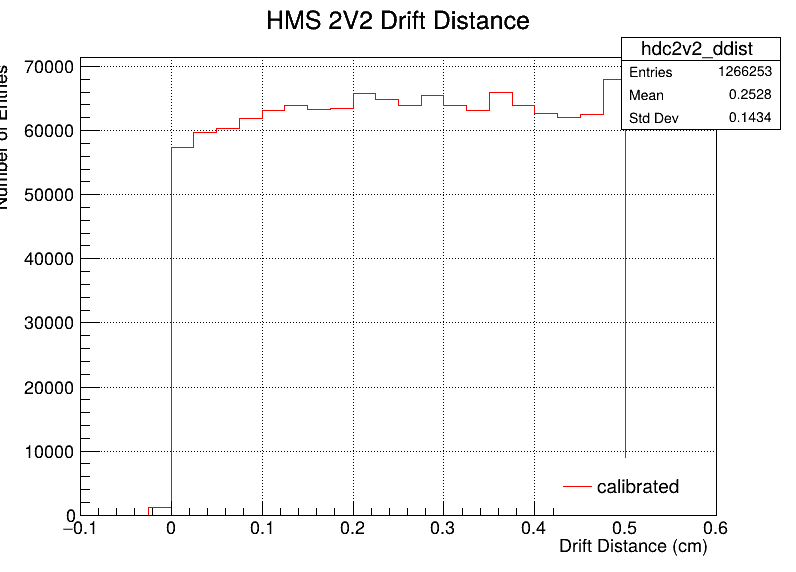 HMS 2V2 Drift Distance
hdc2v2_ddist
Entries 1266253
Mean 0.2528
Std Dev 0.1434
Number of Entries
70000
60000
50000
40000
30000
20000
10000
0
calibrated
−0.1 0 0.1 0.2 0.3 0.4 0.5 0.6
Drift Distance (cm)